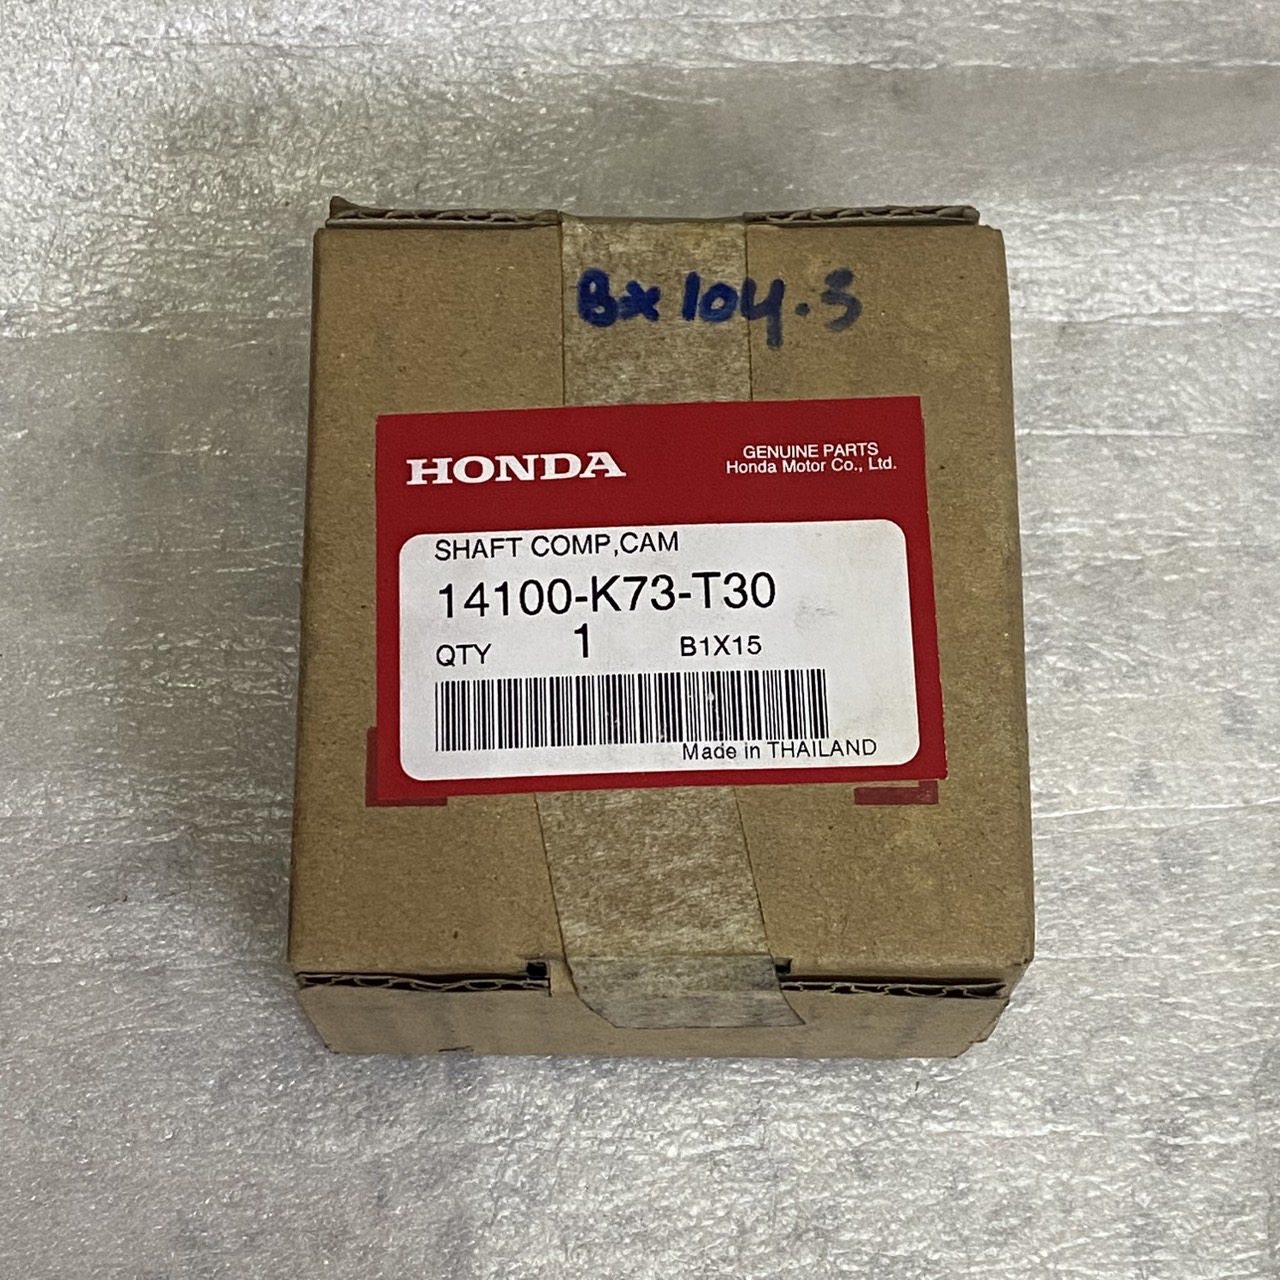 Bx104.3
HONDA
GENUINE PARTS
Honda Motor Co., Ltd.
SHAFT COMP,CAM
14100-K73-T30
QTY 1 B1X15
Made in THAILAND